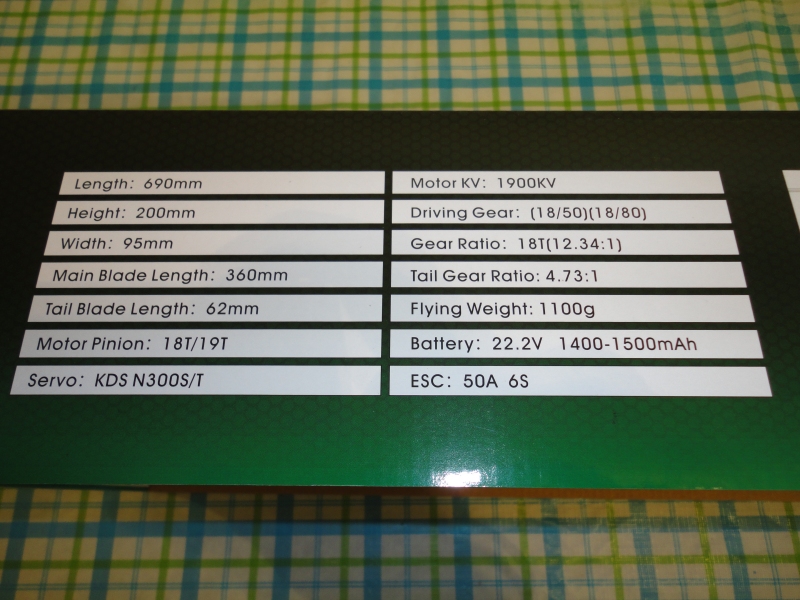 Length: 690mm
Height: 200mm
Width: 95mm
Main Blade Length: 360mm
Tail Blade Length: 62mm
Motor Pinion: 18T/19T
Servo: KDS N300S/T
Motor KV: 1900KV
Driving Gear: (18/50)(18/80)
Gear Ratio: 18T(12.34:1)
Tail Gear Ratio: 4.73:1
Flying Weight: 1100g
Battery: 22.2V 1400-1500mAh
ESC: 50A 6S